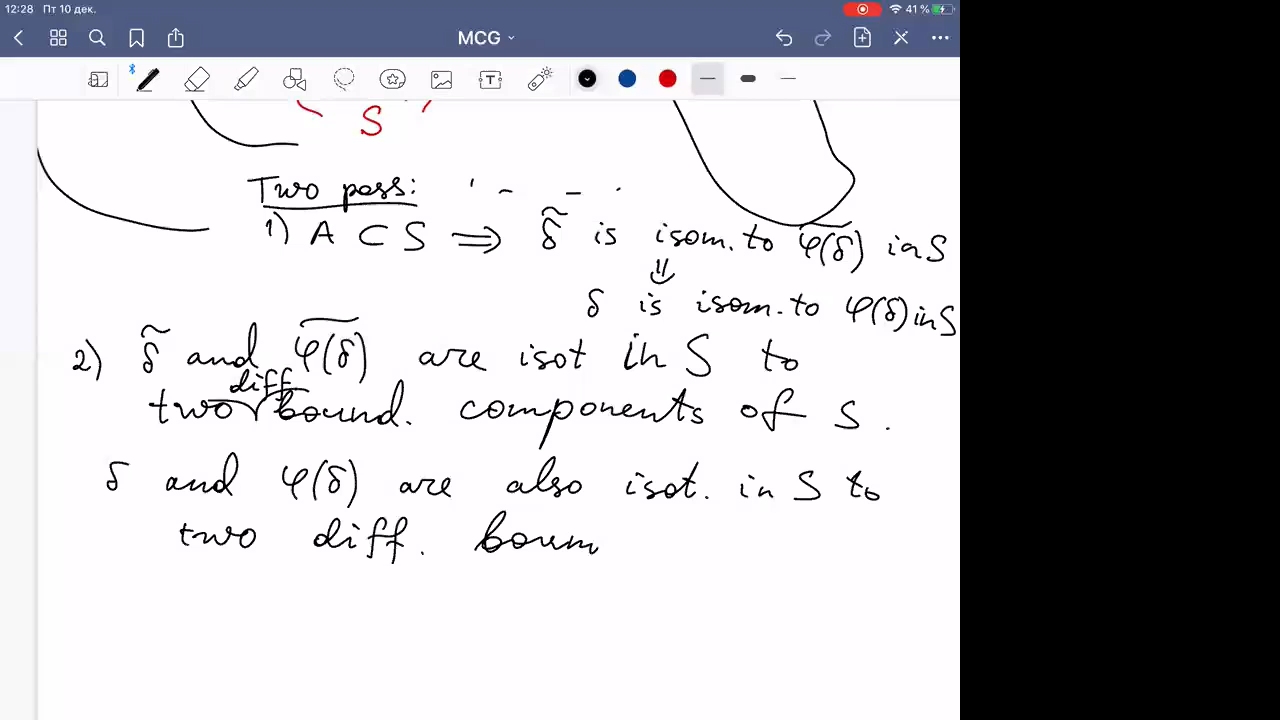 12:28 Пт 10 дек. 41 %
MCG
S
Two poss:
1) A ⊂ S ⟹ δ̃ is isom. to φ(δ)͂ in S
⇓
δ is isom. to φ(δ) in S
2) δ̃ and φ(δ)͂ are isot in S to
diff
two bound. components of S.
δ and φ(δ) are also isot. in S to
two diff. boun